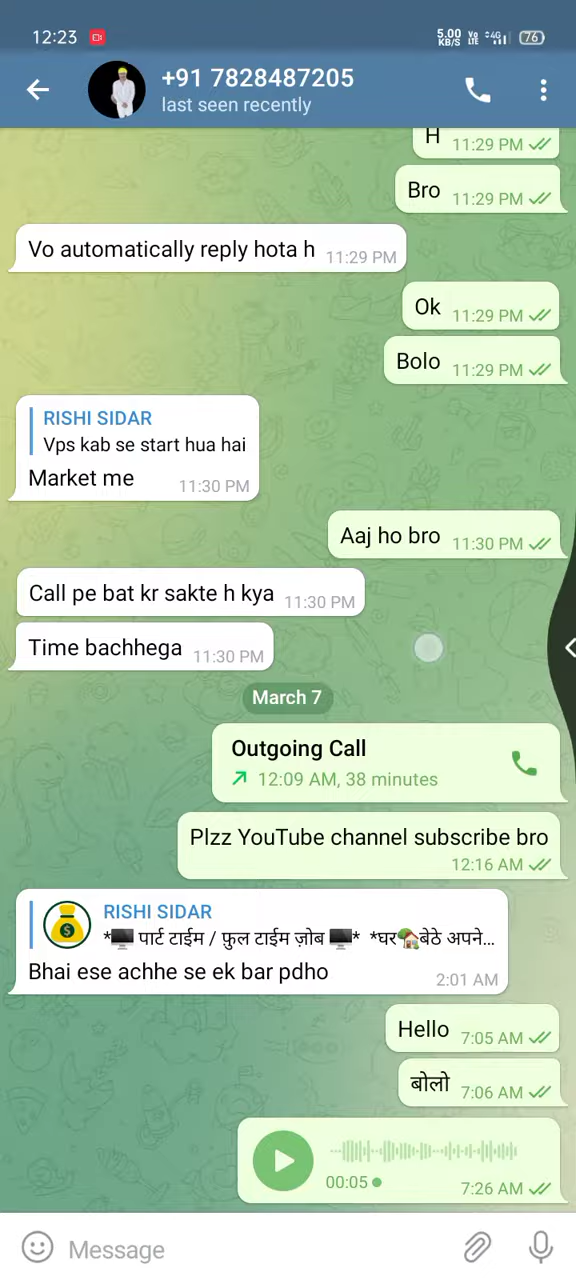 12:23 5.00 KB/S Vo LTE 4G 76
+91 7828487205
last seen recently
H 11:29 PM
Bro 11:29 PM
Vo automatically reply hota h 11:29 PM
Ok 11:29 PM
Bolo 11:29 PM
RISHI SIDAR
Vps kab se start hua hai
Market me 11:30 PM
Aaj ho bro 11:30 PM
Call pe bat kr sakte h kya 11:30 PM
Time bachhega 11:30 PM
March 7
Outgoing Call
12:09 AM, 38 minutes
Plzz YouTube channel subscribe bro
12:16 AM
RISHI SIDAR
*🖥️ पार्ट टाईम / फ़ुल टाईम ज़ोब 🖥️* *घर🏡बेठे अपने...
Bhai ese achhe se ek bar pdho 2:01 AM
Hello 7:05 AM
बोलो 7:06 AM
00:05 7:26 AM
Message